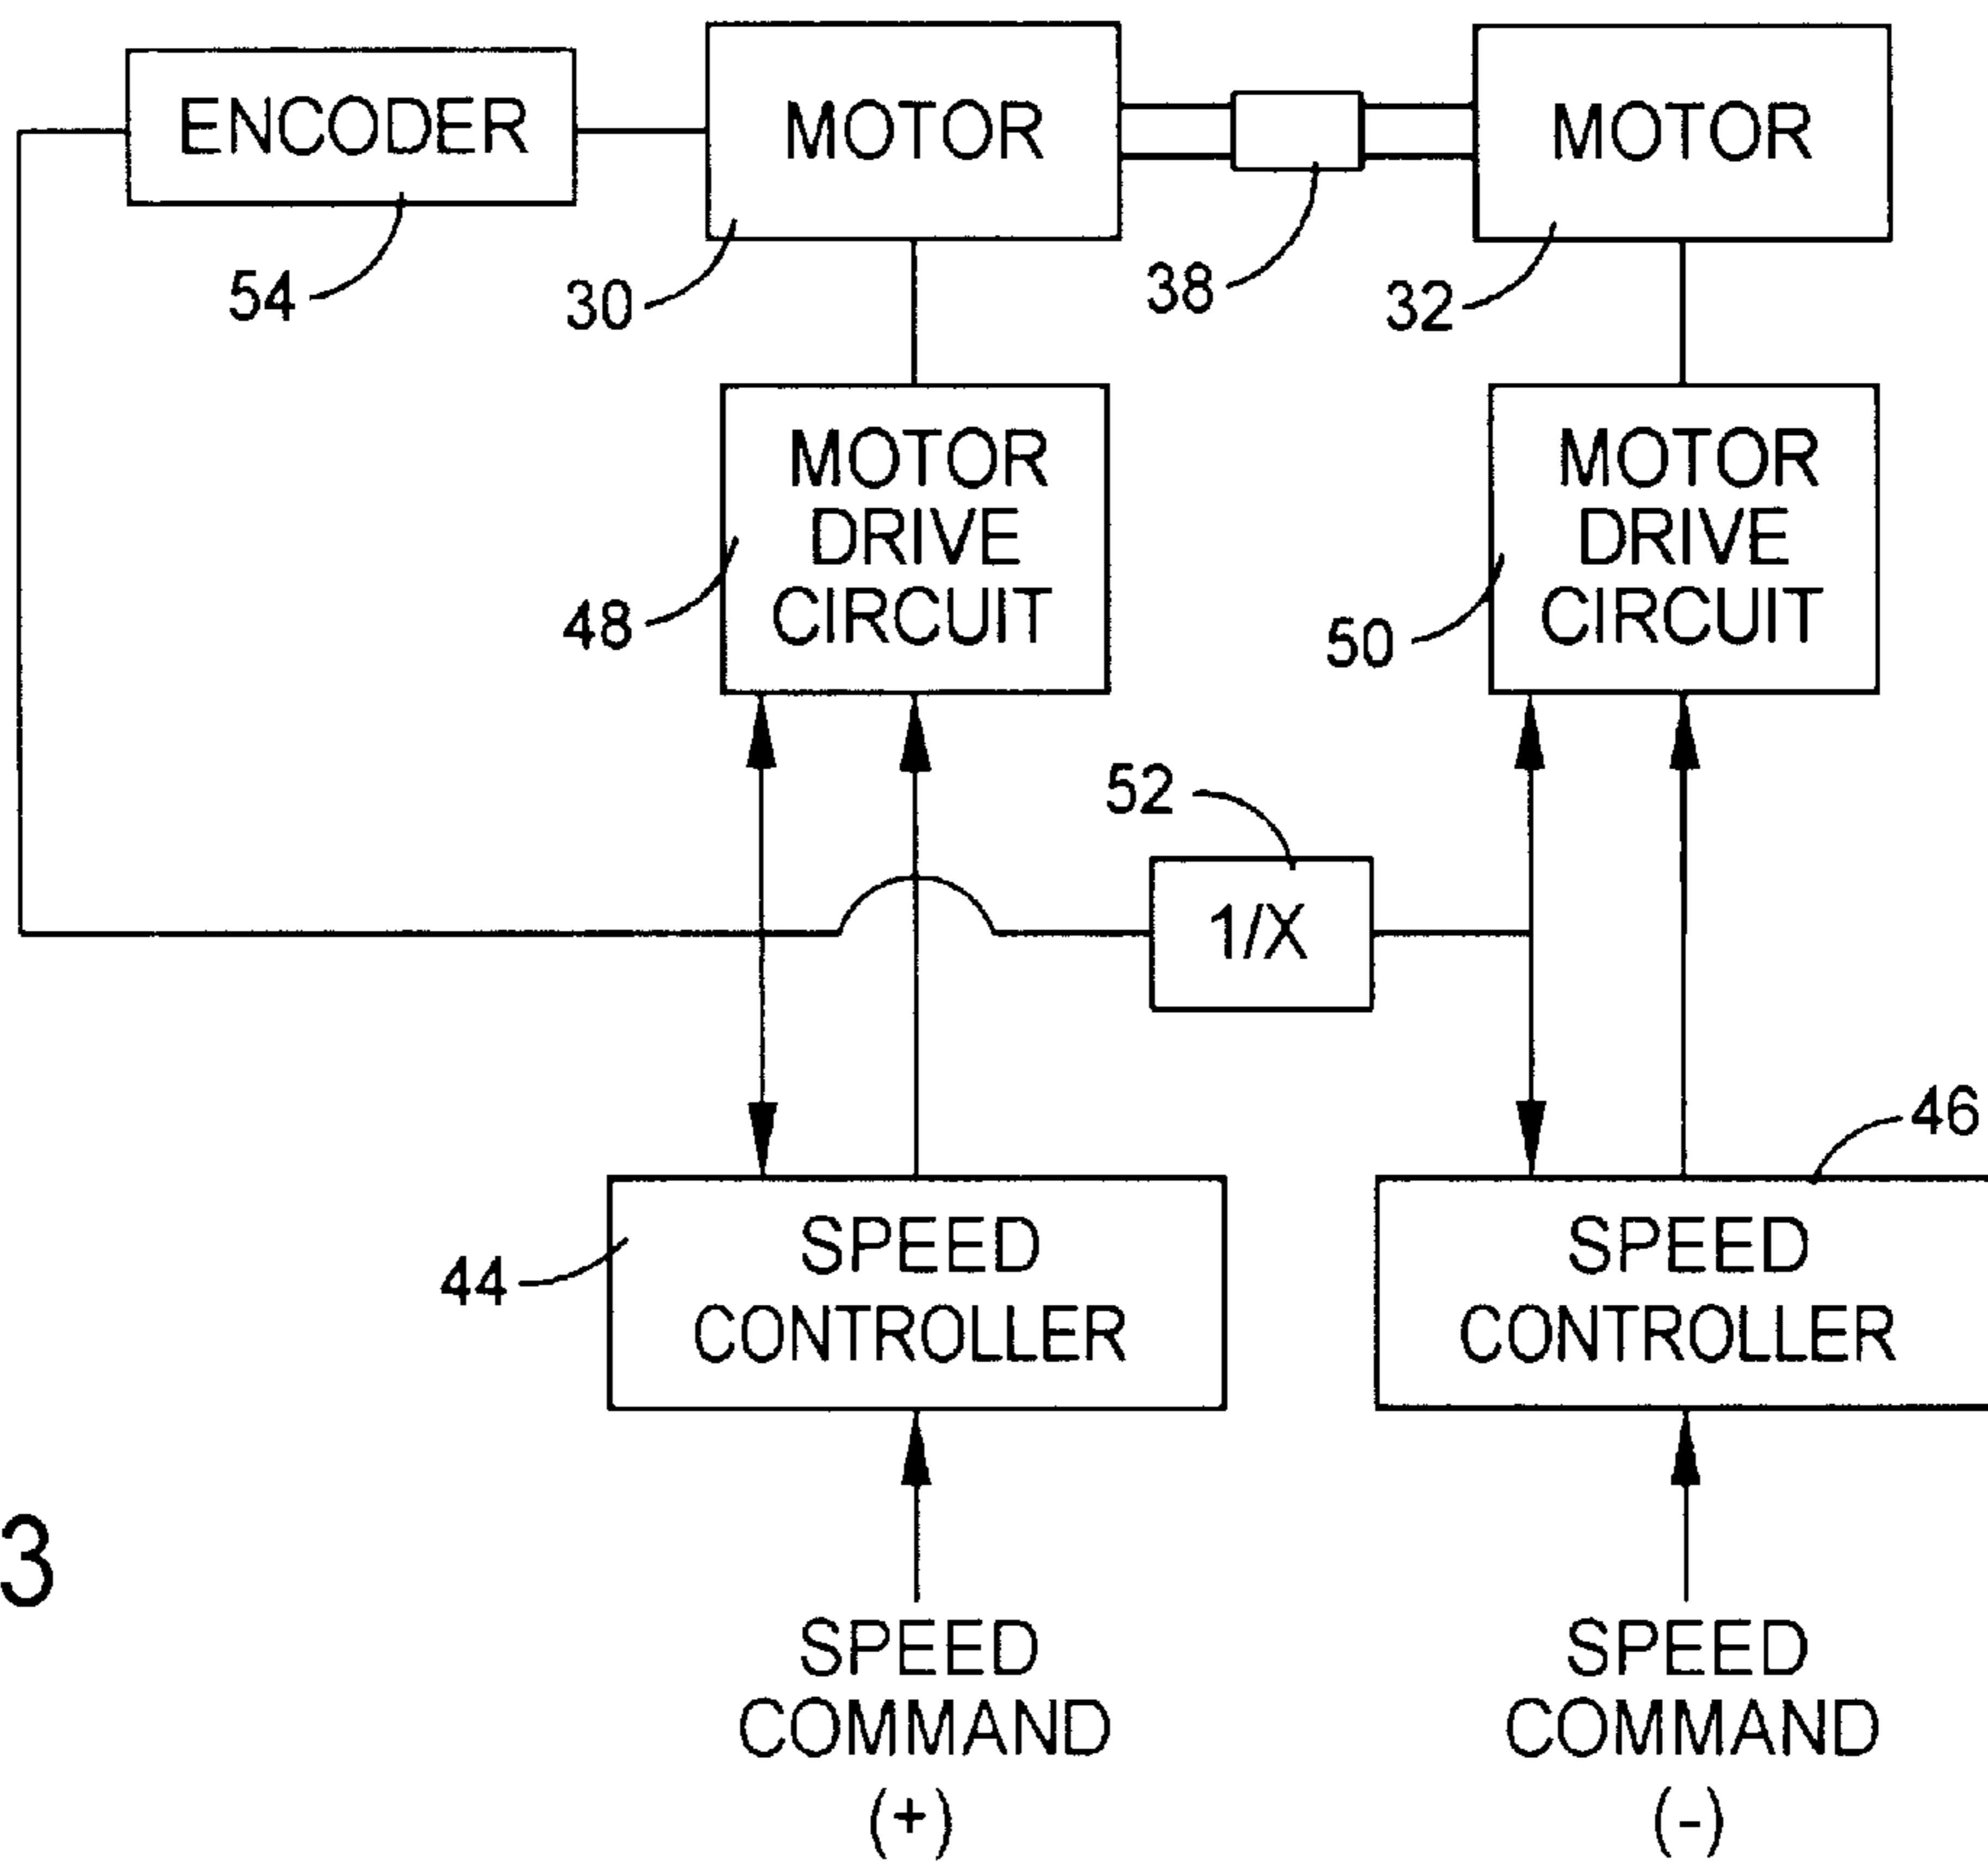 ENCODER
MOTOR
MOTOR
54
30
38
32
MOTOR
DRIVE
CIRCUIT
48
MOTOR
DRIVE
CIRCUIT
50
52
1/X
46
SPEED
CONTROLLER
44
SPEED
CONTROLLER
3
SPEED
COMMAND
(+)
SPEED
COMMAND
(-)